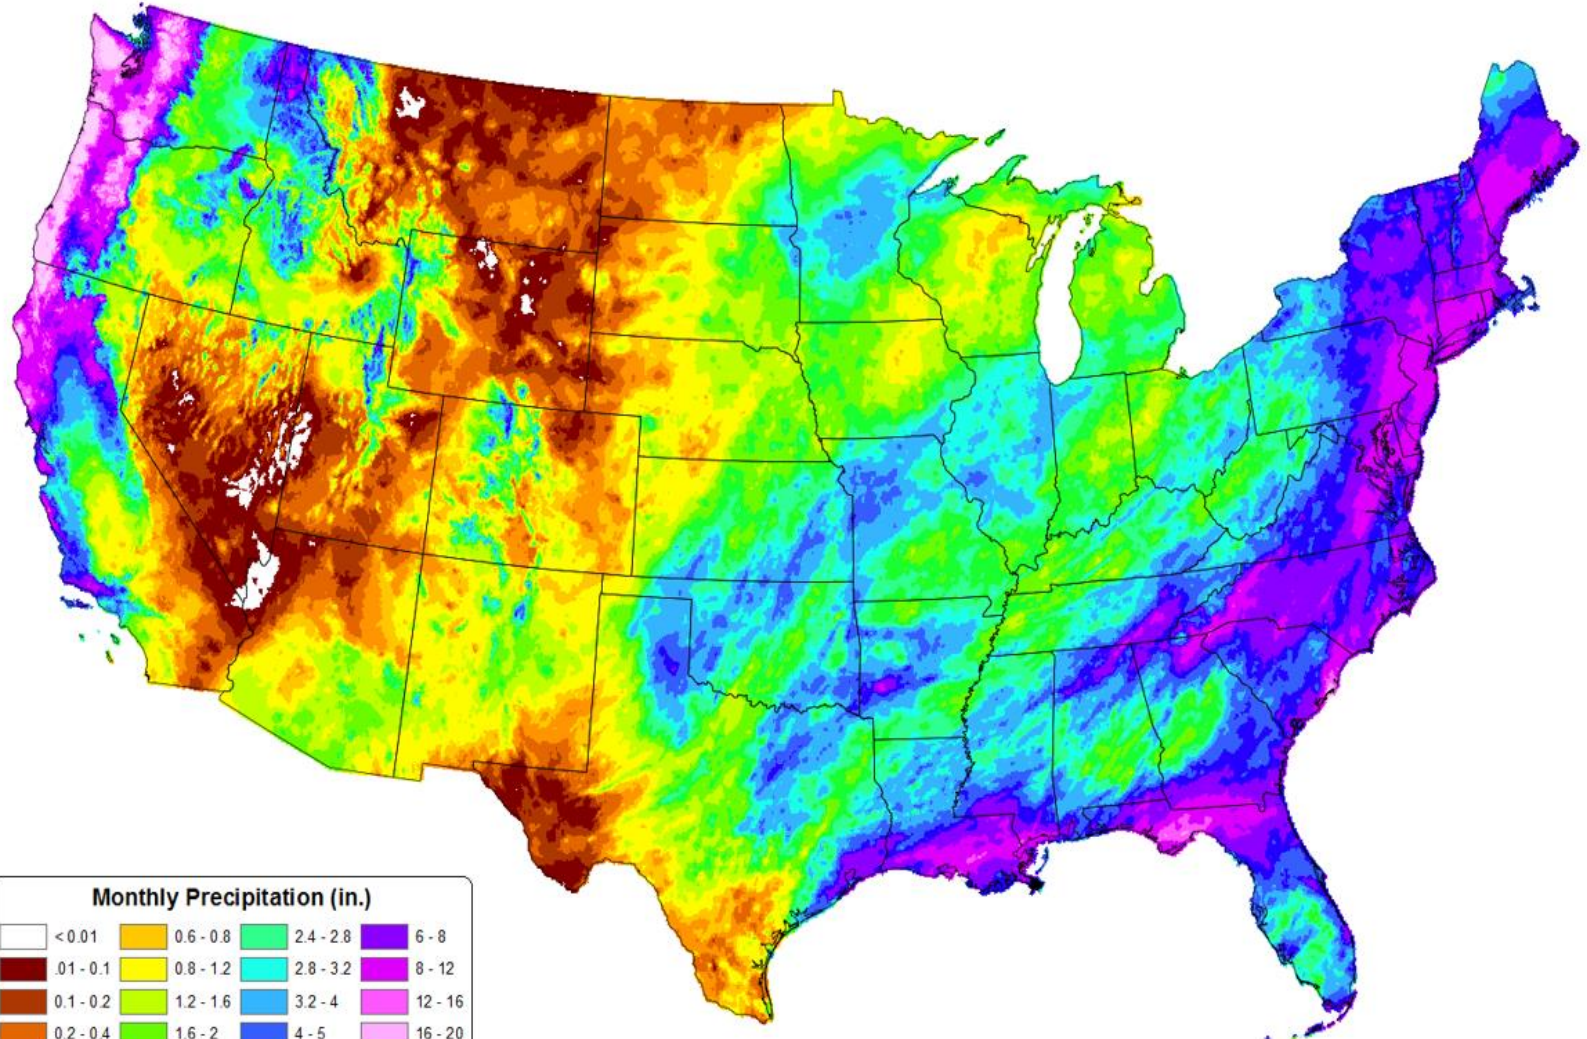 Monthly Precipitation (in.)
< 0.01 0.6 - 0.8 2.4 - 2.8 6 - 8
.01 - 0.1 0.8 - 1.2 2.8 - 3.2 8 - 12
0.1 - 0.2 1.2 - 1.6 3.2 - 4 12 - 16
0.2 - 0.4 1.6 - 2 4 - 5 16 - 20